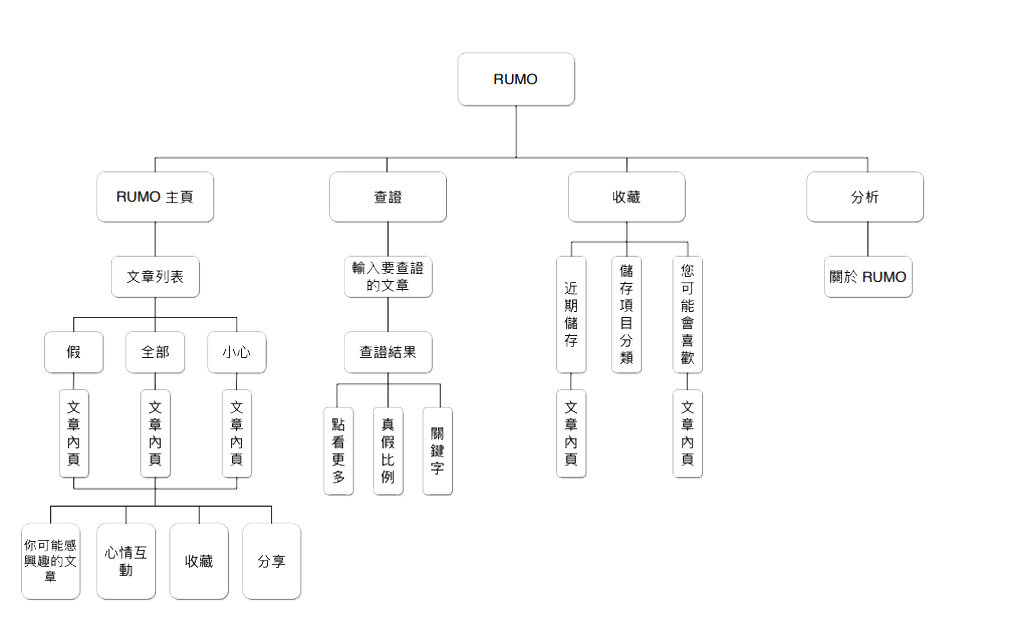 RUMO
RUMO 主頁
查證
收藏
分析
文章列表
輸入要查證
的文章
近期儲存
儲存項目分類
您可能會喜歡
關於 RUMO
假
全部
小心
查證結果
文章內頁
文章內頁
文章內頁
點看更多
真假比例
關鍵字
文章內頁
文章內頁
你可能感
興趣的文
章
心情互
動
收藏
分享